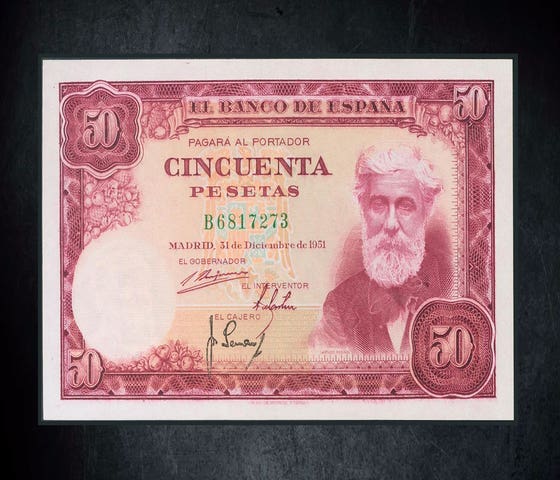 50
EL BANCO DE ESPAÑA
50
PAGARÁ AL PORTADOR
CINCUENTA
PESETAS
B6817273
MADRID, 31 de Diciembre de 1951
EL GOBERNADOR
EL INTERVENTOR
EL CAJERO
50
50